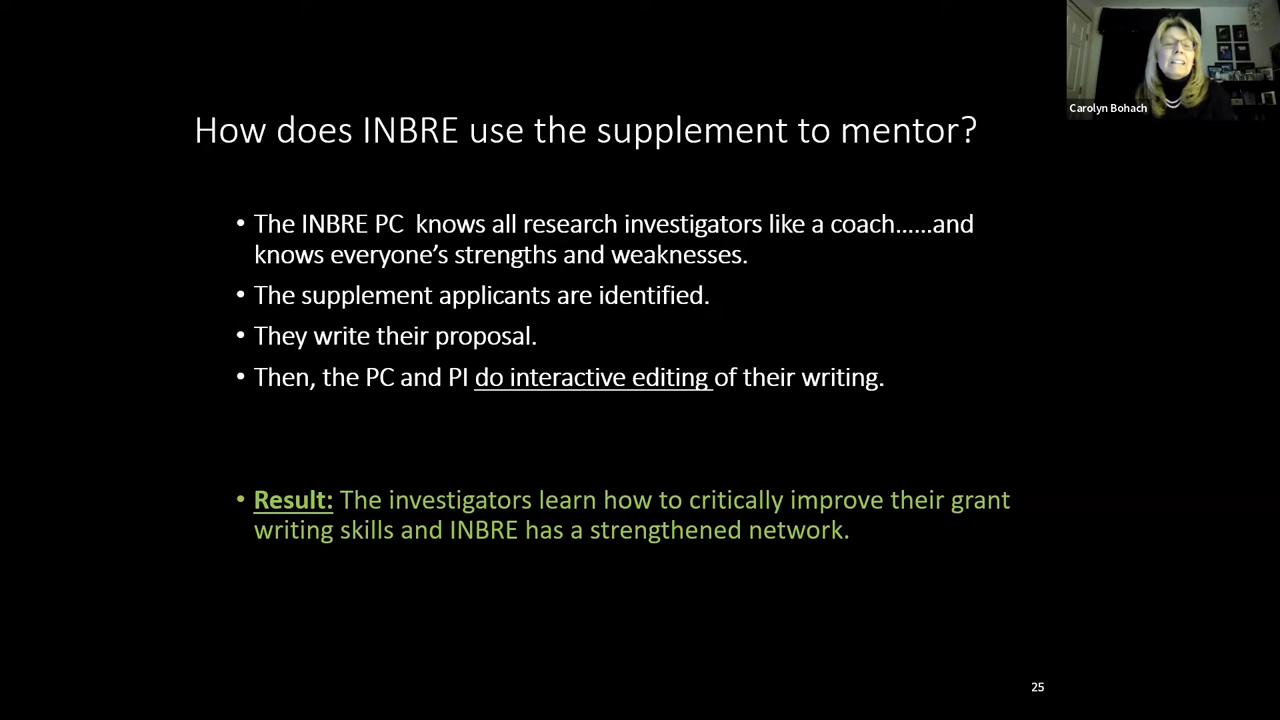 Carolyn Bohach
How does INBRE use the supplement to mentor?
• The INBRE PC  knows all research investigators like a coach……and
knows everyone’s strengths and weaknesses.
• The supplement applicants are identified.
• They write their proposal.
• Then, the PC and PI do interactive editing of their writing.
• Result: The investigators learn how to critically improve their grant
writing skills and INBRE has a strengthened network.
25